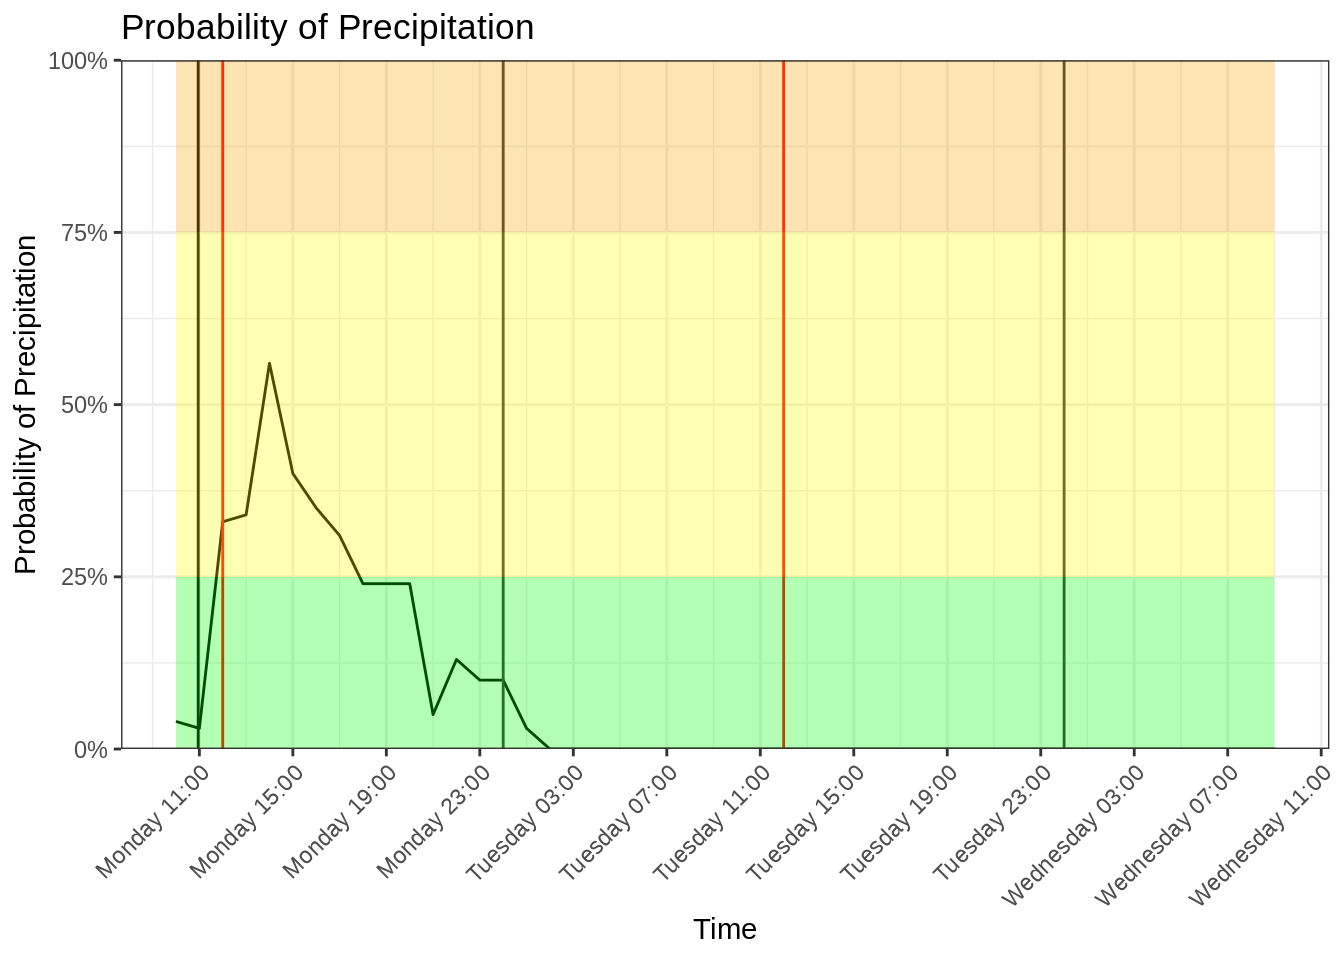 Probability of Precipitation
Probability of Precipitation
100%
75%
50%
25%
0%
Monday 11:00
Monday 15:00
Monday 19:00
Monday 23:00
Tuesday 03:00
Tuesday 07:00
Tuesday 11:00
Tuesday 15:00
Tuesday 19:00
Tuesday 23:00
Wednesday 03:00
Wednesday 07:00
Wednesday 11:00
Time